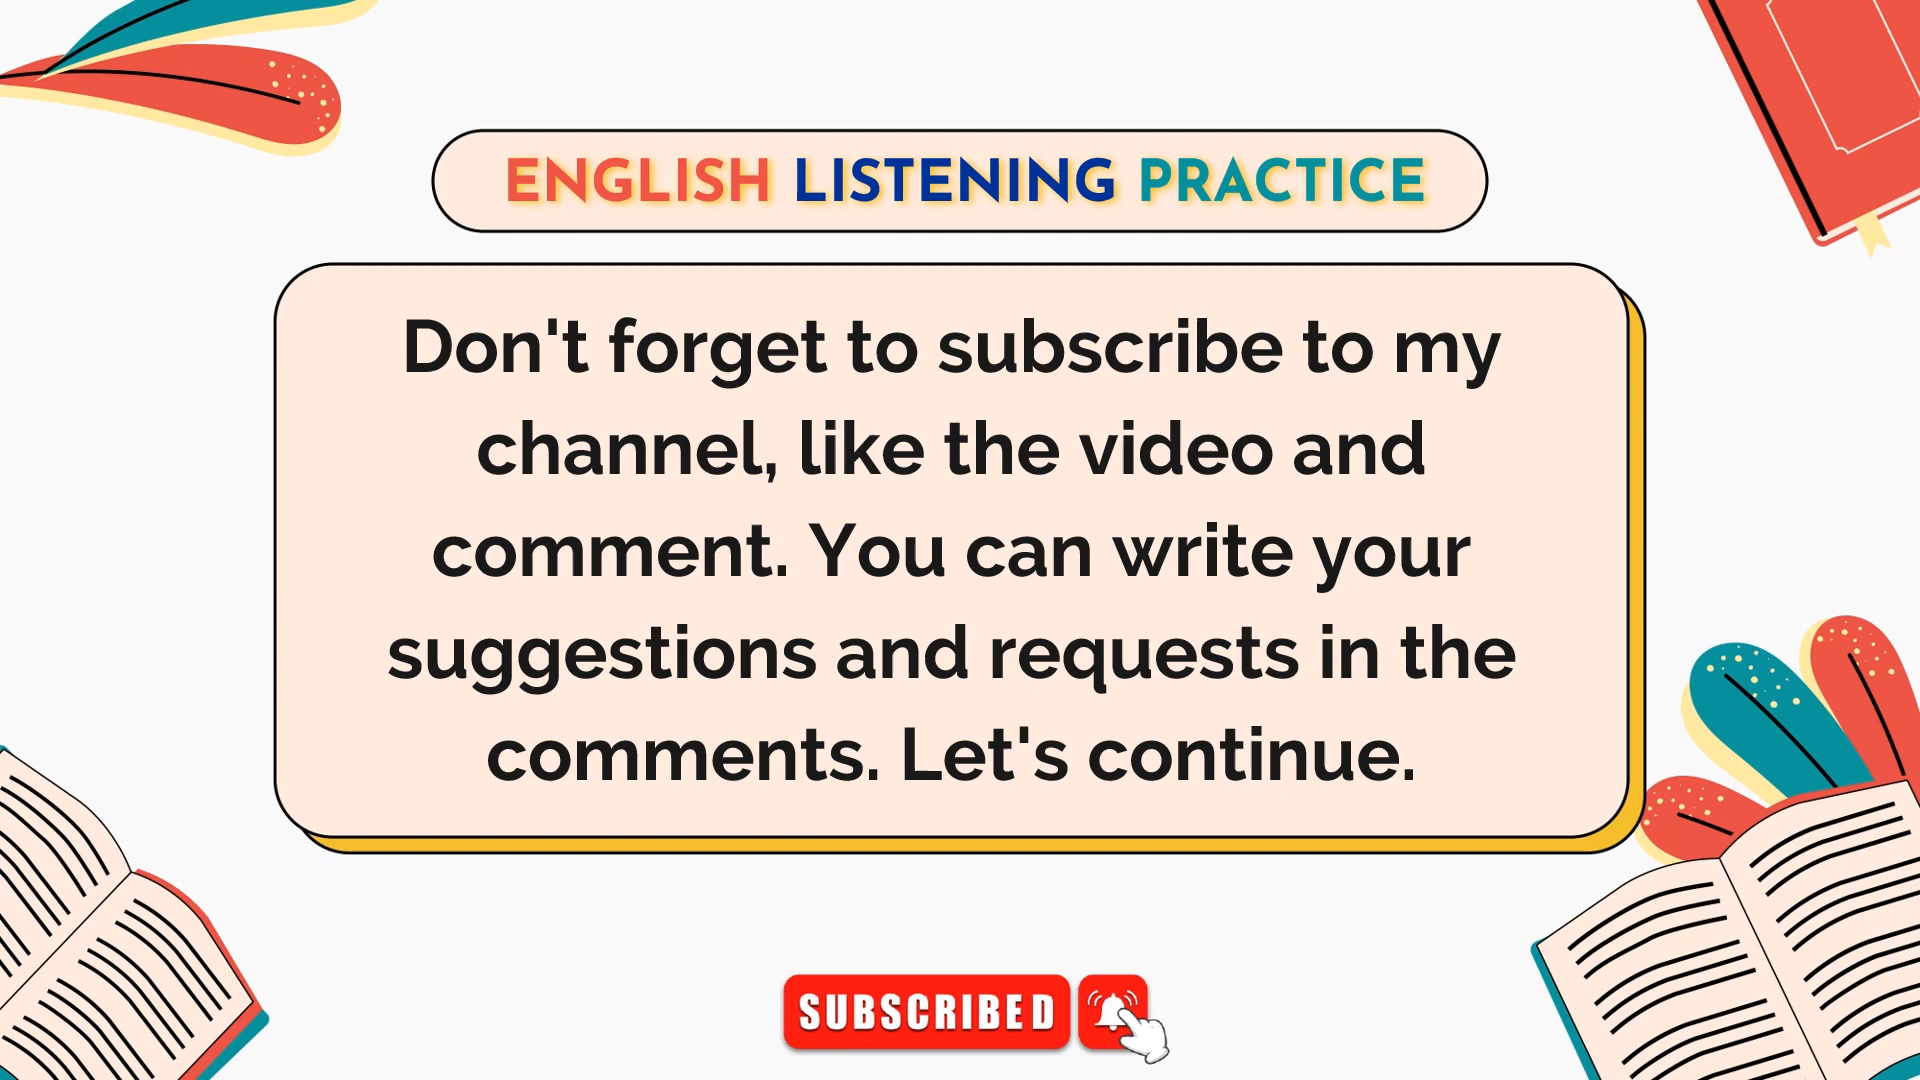 ENGLISH LISTENING PRACTICE
Don't forget to subscribe to my
channel, like the video and
comment. You can write your
suggestions and requests in the
comments. Let's continue.
SUBSCRIBED